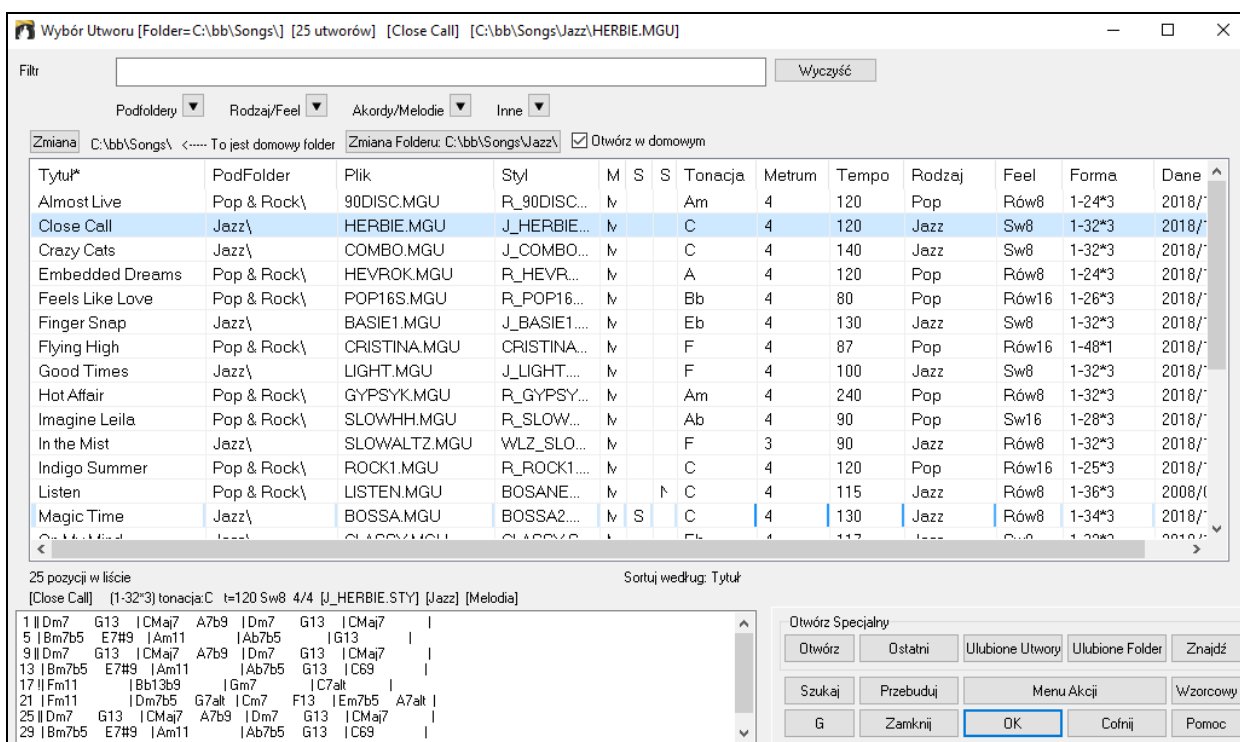 Wybór Utworu [Folder=C:\bb\Songs\] [25 utworów] [Close Call] [C:\bb\Songs\Jazz\HERBIE.MGU]
Filtr Wyczyść
Podfoldery Rodzaj/Feel Akordy/Melodie Inne
Zmiana C:\bb\Songs\ <----- To jest domowy folder Zmiana Folderu: C:\bb\Songs\Jazz\ Otwórz w domowym
Tytuł* PodFolder Plik Styl M S S Tonacja Metrum Tempo Rodzaj Feel Forma Dane
Almost Live Pop & Rock\ 90DISC.MGU R_90DISC... Am 4 120 Pop Rów8 1-24*3 2018/
Close Call Jazz\ HERBIE.MGU J_HERBIE... C 4 120 Jazz Sw8 1-32*3 2018/
Crazy Cats Jazz\ COMBO.MGU J_COMBO... C 4 140 Jazz Sw8 1-32*3 2018/
Embedded Dreams Pop & Rock\ HEVROK.MGU R_HEVR... A 4 120 Pop Rów8 1-24*3 2018/
Feels Like Love Pop & Rock\ POP16S.MGU R_POP16... Bb 4 80 Pop Rów16 1-26*3 2018/
Finger Snap Jazz\ BASIE1.MGU J_BASIE1.... Eb 4 130 Jazz Sw8 1-32*3 2018/
Flying High Pop & Rock\ CRISTINA.MGU CRISTINA... F 4 87 Pop Rów16 1-48*1 2018/
Good Times Jazz\ LIGHT.MGU J_LIGHT.... F 4 100 Jazz Sw8 1-32*3 2018/
Hot Affair Pop & Rock\ GYPSYK.MGU R_GYPSY... Am 4 240 Pop Rów8 1-32*3 2018/
Imagine Leila Pop & Rock\ SLOWHH.MGU R_SLOW... Ab 4 90 Pop Sw16 1-28*3 2018/
In the Mist Jazz\ SLOWALTZ.MGU WLZ_SLO... F 3 90 Jazz Rów8 1-32*3 2018/
Indigo Summer Pop & Rock\ ROCK1.MGU R_ROCK1.... C 4 120 Pop Rów16 1-25*3 2018/
Listen Pop & Rock\ LISTEN.MGU BOSANE... C 4 115 Jazz Rów8 1-36*3 2008/
Magic Time Jazz\ BOSSA.MGU BOSSA2.... S C 4 130 Jazz Rów8 1-34*3 2018/
25 pozycji w liście Sortuj według: Tytuł
[Close Call] (1-32*3) tonacja:C t=120 Sw8 4/4 [J_HERBIE.STY] [Jazz] [Melodia]
1 || Dm7 G13 | CMaj7 A7b9 | Dm7 G13 | CMaj7 |
5 | Bm7b5 E7#9 | Am11 | Ab7b5 | G13 |
9 || Dm7 G13 | CMaj7 A7b9 | Dm7 G13 | CMaj7 |
13 | Bm7b5 E7#9 | Am11 | Ab7b5 G13 | C69 |
17 !| Fm11 | Bb13b9 | Gm7 | C7alt |
21 | Fm11 | Dm7b5 G7alt | Cm7 F13 | Em7b5 A7alt |
25 || Dm7 G13 | CMaj7 A7b9 | Dm7 G13 | CMaj7 |
29 | Bm7b5 E7#9 | Am11 | Ab7b5 G13 | C69 |
Otwórz Specjalny
Otwórz Ostatni Ulubione Utwory Ulubione Folder Znajdź
Szukaj Przebuduj Menu Akcji Wzorcowy
G Zamknij OK Cofnij Pomoc